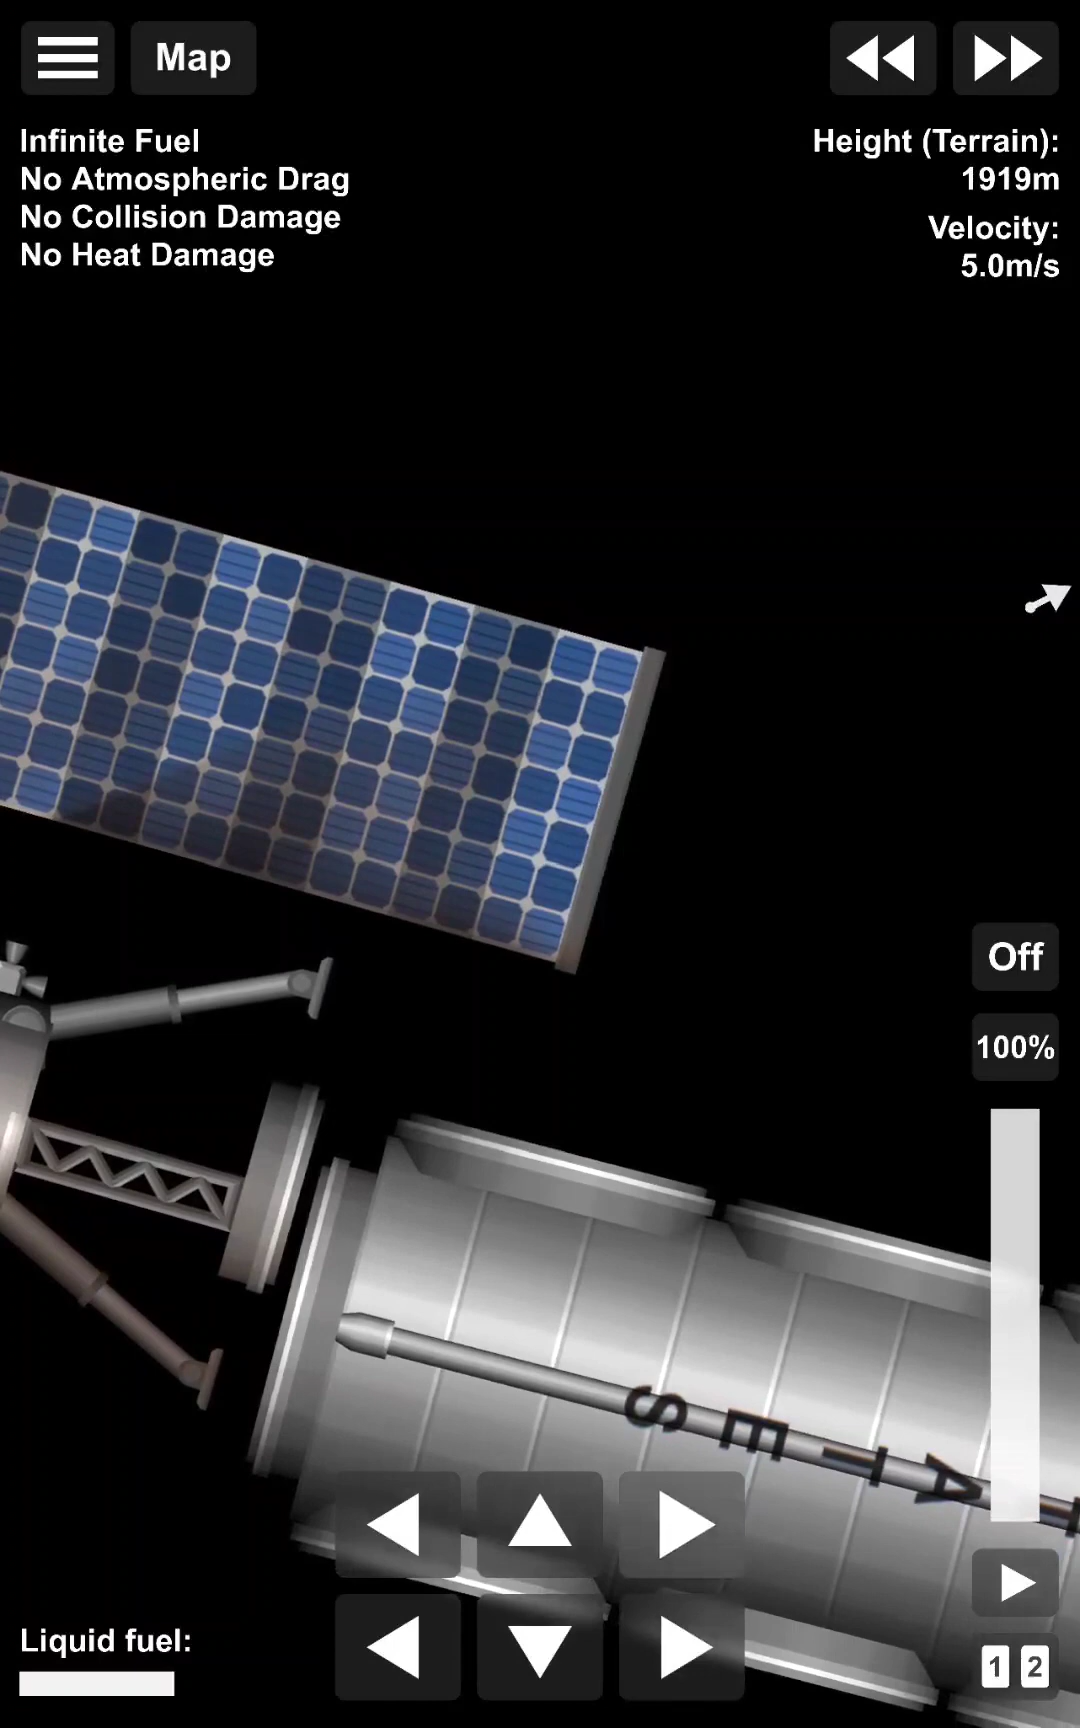 Map
Infinite Fuel
No Atmospheric Drag
No Collision Damage
No Heat Damage
Height (Terrain):
1919m
Velocity:
5.0m/s
Off
100%
S E T A T
Liquid fuel:
1 2